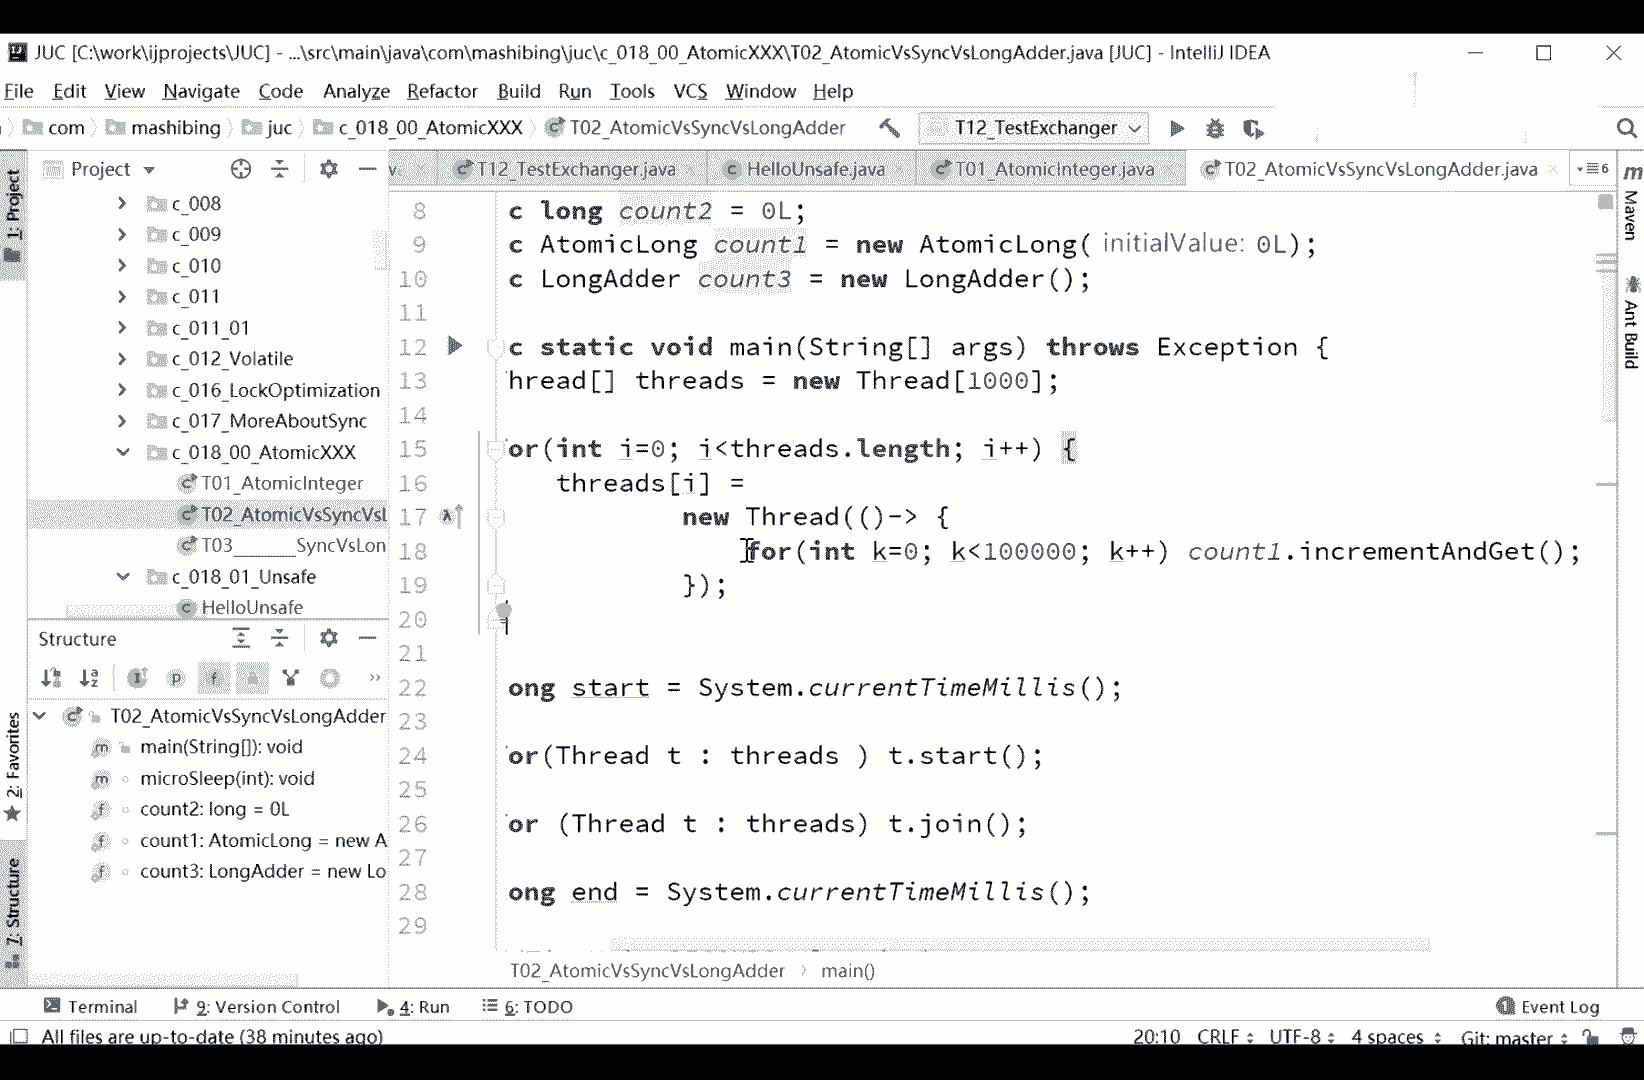 JUC [C:\work\ijprojects\JUC] - ...\src\main\java\com\mashibing\juc\c_018_00_AtomicXXX\T02_AtomicVsSyncVsLongAdder.java [JUC] - IntelliJ IDEA
File Edit View Navigate Code Analyze Refactor Build Run Tools VCS Window Help
com mashibing juc c_018_00_AtomicXXX T02_AtomicVsSyncVsLongAdder T12_TestExchanger
1: Project
Project
T12_TestExchanger.java HelloUnsafe.java T01_AtomicInteger.java T02_AtomicVsSyncVsLongAdder.java 6
c_008
c_009
c_010
c_011
c_011_01
c_012_Volatile
c_016_LockOptimization
c_017_MoreAboutSync
c_018_00_AtomicXXX
T01_AtomicInteger
T02_AtomicVsSyncVsL
T03_______SyncVsLon
c_018_01_Unsafe
HelloUnsafe
Structure
T02_AtomicVsSyncVsLongAdder
main(String[]): void
microSleep(int): void
count2: long = 0L
count1: AtomicLong = new A
count3: LongAdder = new Lo
2: Favorites
7: Structure
8 c long count2 = 0L;
9 c AtomicLong count1 = new AtomicLong( initialValue: 0L);
10 c LongAdder count3 = new LongAdder();
11
12 c static void main(String[] args) throws Exception {
13 hread[] threads = new Thread[1000];
14
15 or(int i=0; i<threads.length; i++) {
16 threads[i] =
17 new Thread(()-> {
18 for(int k=0; k<100000; k++) count1.incrementAndGet();
19 });
20
21
22 ong start = System.currentTimeMillis();
23
24 or(Thread t : threads ) t.start();
25
26 or (Thread t : threads) t.join();
27
28 ong end = System.currentTimeMillis();
29
T02_AtomicVsSyncVsLongAdder main()
m Maven
Ant Build
Terminal 9: Version Control 4: Run 6: TODO 1 Event Log
All files are up-to-date (38 minutes ago) 20:10 CRLF UTF-8 4 spaces Git: master